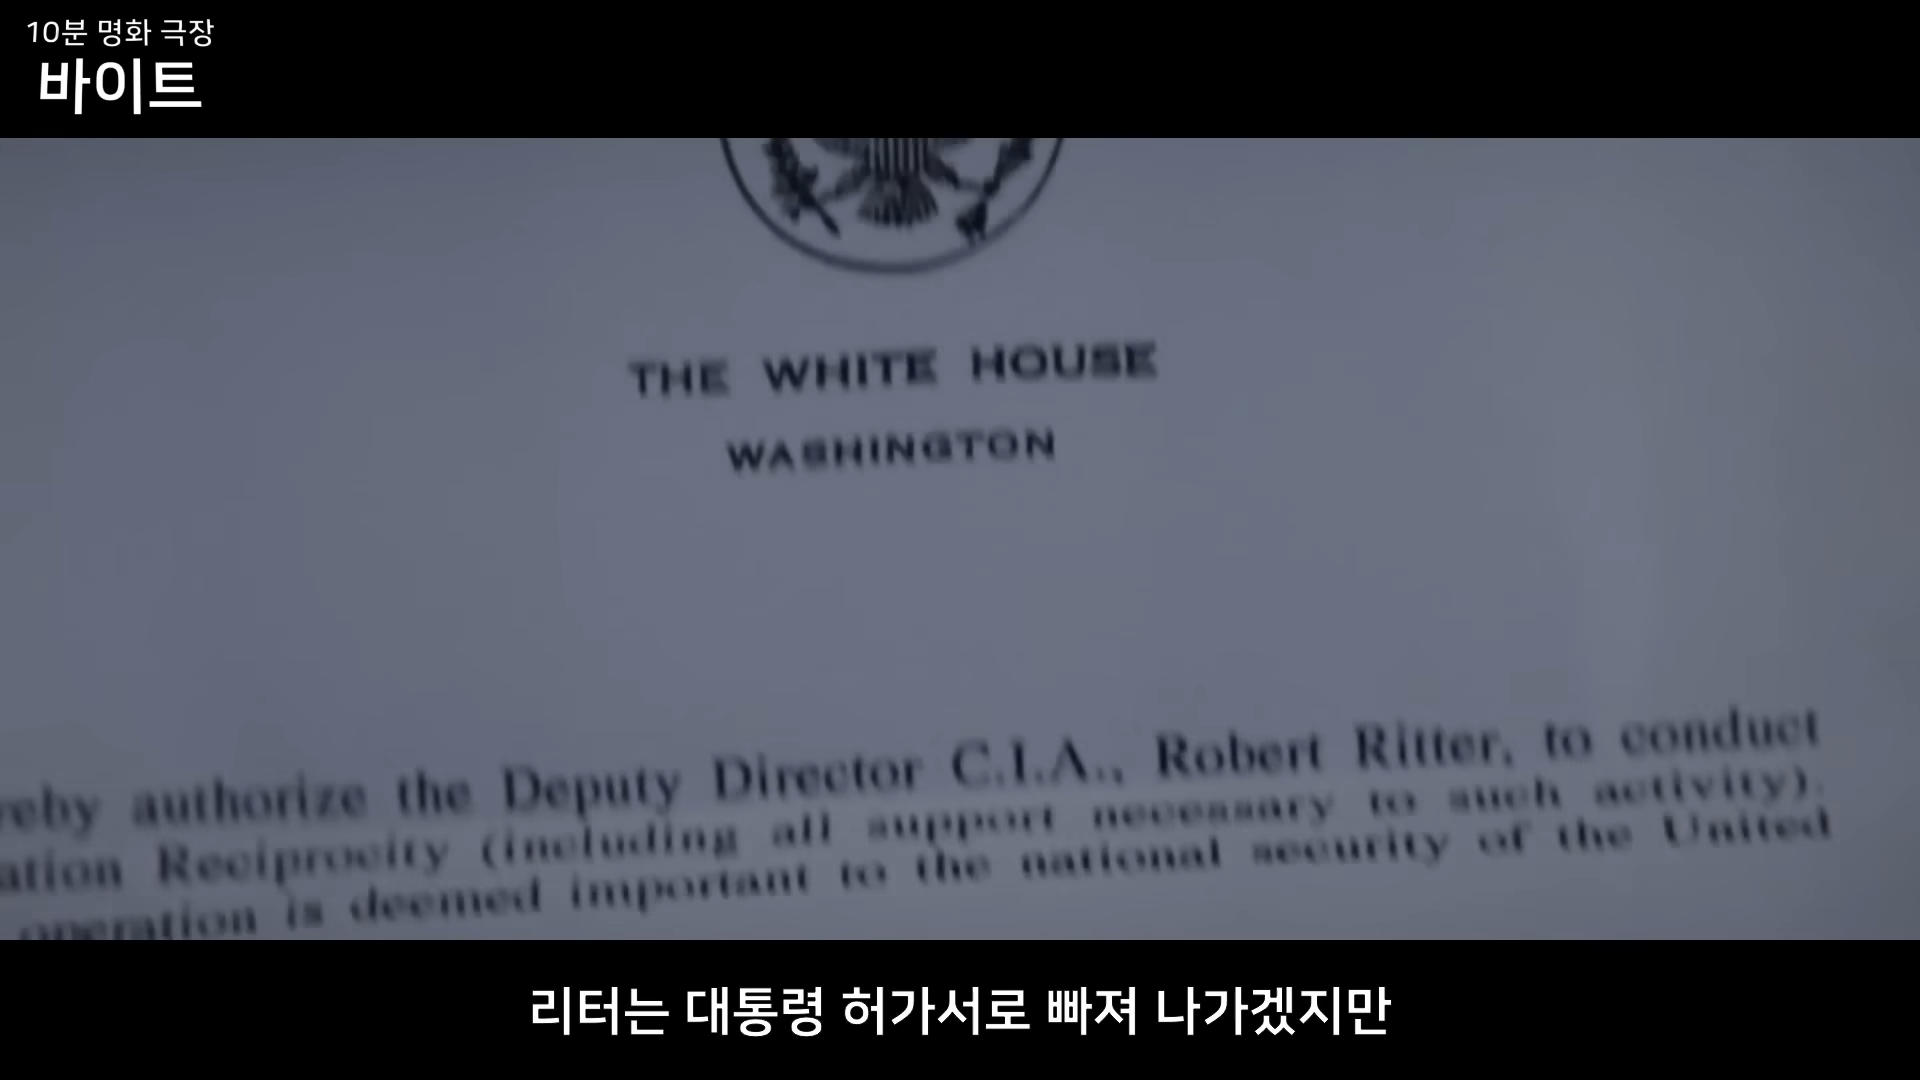 10분 명화 극장
바이트
THE WHITE HOUSE
WASHINGTON
reby authorize the Deputy Director C.I.A., Robert Ritter, to conduct
ation Reciprocity (including all support necessary to such activity).
operation is deemed important to the national security of the United
리터는 대통령 허가서로 빠져 나가겠지만